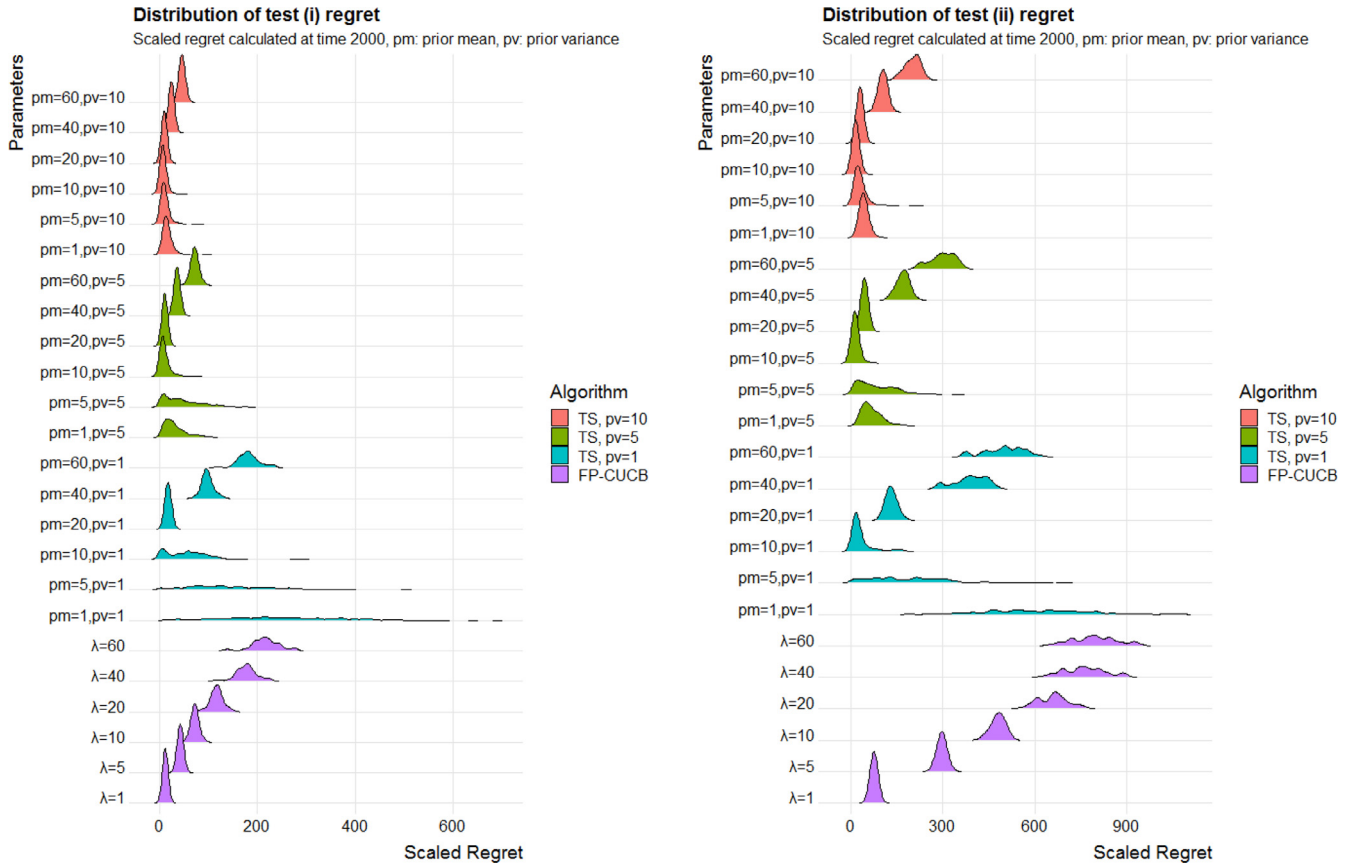 Distribution of test (i) regret
Scaled regret calculated at time 2000, pm: prior mean, pv: prior variance
Parameters
pm=60,pv=10
pm=40,pv=10
pm=20,pv=10
pm=10,pv=10
pm=5,pv=10
pm=1,pv=10
pm=60,pv=5
pm=40,pv=5
pm=20,pv=5
pm=10,pv=5
pm=5,pv=5
pm=1,pv=5
pm=60,pv=1
pm=40,pv=1
pm=20,pv=1
pm=10,pv=1
pm=5,pv=1
pm=1,pv=1
λ=60
λ=40
λ=20
λ=10
λ=5
λ=1
0 200 400 600
Scaled Regret
Algorithm
TS, pv=10
TS, pv=5
TS, pv=1
FP-CUCB
Distribution of test (ii) regret
Scaled regret calculated at time 2000, pm: prior mean, pv: prior variance
Parameters
pm=60,pv=10
pm=40,pv=10
pm=20,pv=10
pm=10,pv=10
pm=5,pv=10
pm=1,pv=10
pm=60,pv=5
pm=40,pv=5
pm=20,pv=5
pm=10,pv=5
pm=5,pv=5
pm=1,pv=5
pm=60,pv=1
pm=40,pv=1
pm=20,pv=1
pm=10,pv=1
pm=5,pv=1
pm=1,pv=1
λ=60
λ=40
λ=20
λ=10
λ=5
λ=1
0 300 600 900
Scaled Regret
Algorithm
TS, pv=10
TS, pv=5
TS, pv=1
FP-CUCB